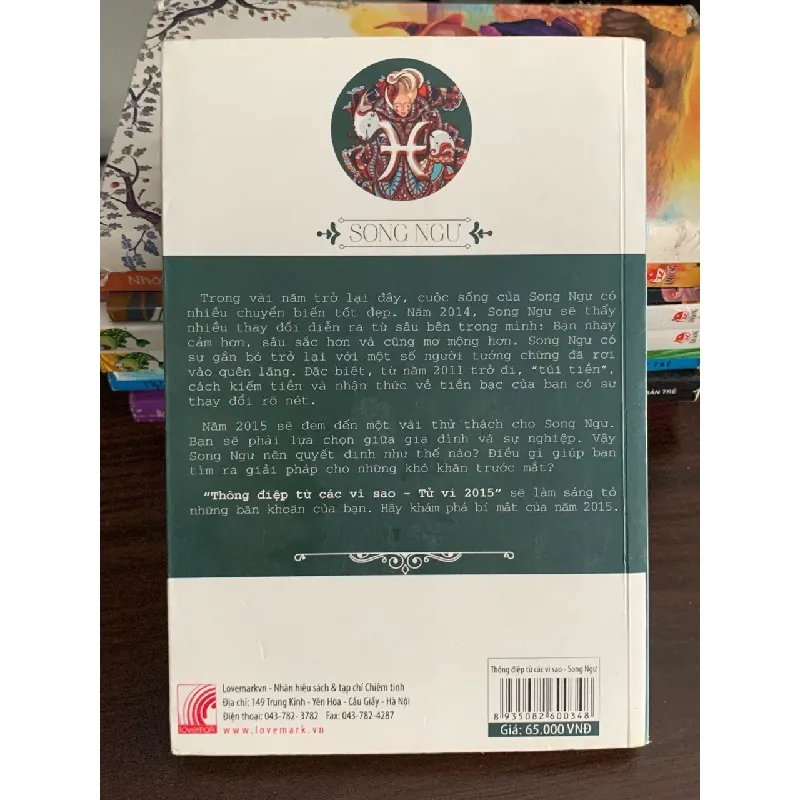 SONG NGƯ
Trong vài năm trở lại đây, cuộc sống của Song Ngư có
nhiều chuyển biến tốt đẹp. Năm 2014, Song Ngư sẽ thấy
nhiều thay đổi diễn ra từ sâu bên trong mình: Bạn nhạy
cảm hơn, sâu sắc hơn và cũng mơ mộng hơn. Song Ngư có
sự gắn bó trở lại với một số người tưởng chừng đã rơi
vào quên lãng. Đặc biệt, từ năm 2011 trở đi, "túi tiền",
cách kiếm tiền và nhận thức về tiền bạc của bạn có sự
thay đổi rõ nét.
Năm 2015 sẽ đem đến một vài thử thách cho Song Ngư.
Bạn sẽ phải lựa chọn giữa gia đình và sự nghiệp. Vậy
Song Ngư nên quyết định như thế nào? Điều gì giúp bạn
tìm ra giải pháp cho những khó khăn trước mắt?
"Thông điệp từ các vì sao - Tử vi 2015" sẽ làm sáng tỏ
những băn khoăn của bạn. Hãy khám phá bí mật của năm 2015.
Lovemarkvn - Nhãn hiệu sách & tạp chí Chiêm tinh
Địa chỉ: 149 Trung Kính - Yên Hòa - Cầu Giấy - Hà Nội
Điện thoại: 043-782- 3782 Fax: 043-782-4287
www.lovemark.vn
lovemark
Thông điệp từ các vì sao - Song Ngư
8 935082 600348
Giá: 65.000 VNĐ